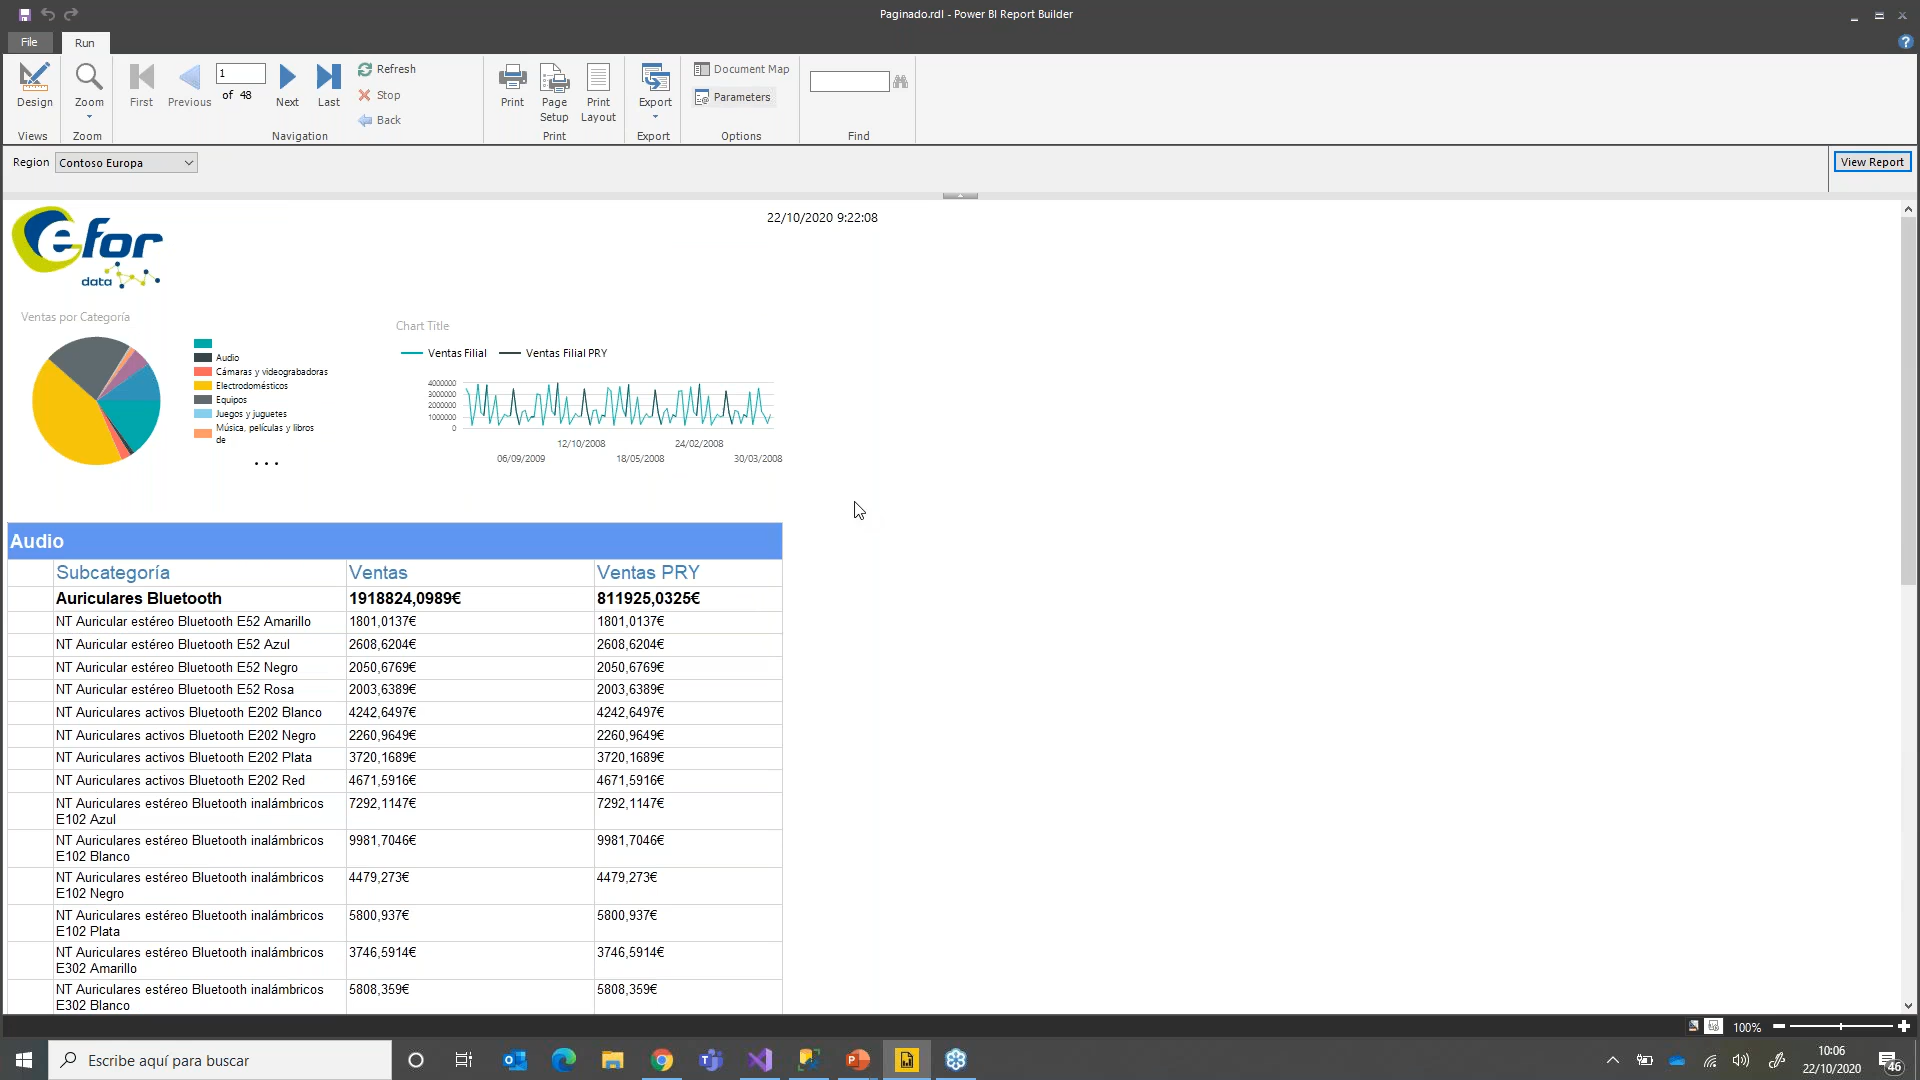 Paginado.rdl - Power BI Report Builder
File
Run
Design
Zoom
First
Previous
1
of 48
Next
Last
Refresh
Stop
Back
Print
Page Setup
Print Layout
Export
Document Map
Parameters
Views
Zoom
Navigation
Print
Export
Options
Find
Region
Contoso Europa
View Report
efor
data
22/10/2020 9:22:08
Ventas por Categoría
Audio
Cámaras y videograbadoras
Electrodomésticos
Equipos
Juegos y juguetes
Música, películas y libros
de
...
Chart Title
Ventas Filial
Ventas Filial PRY
4000000
3000000
2000000
1000000
0
12/10/2008
24/02/2008
06/09/2009
18/05/2008
30/03/2008
Audio
Subcategoría Ventas Ventas PRY
Auriculares Bluetooth 1918824,0989€ 811925,0325€
NT Auricular estéreo Bluetooth E52 Amarillo 1801,0137€ 1801,0137€
NT Auricular estéreo Bluetooth E52 Azul 2608,6204€ 2608,6204€
NT Auricular estéreo Bluetooth E52 Negro 2050,6769€ 2050,6769€
NT Auricular estéreo Bluetooth E52 Rosa 2003,6389€ 2003,6389€
NT Auriculares activos Bluetooth E202 Blanco 4242,6497€ 4242,6497€
NT Auriculares activos Bluetooth E202 Negro 2260,9649€ 2260,9649€
NT Auriculares activos Bluetooth E202 Plata 3720,1689€ 3720,1689€
NT Auriculares activos Bluetooth E202 Red 4671,5916€ 4671,5916€
NT Auriculares estéreo Bluetooth inalámbricos 7292,1147€ 7292,1147€
E102 Azul
NT Auriculares estéreo Bluetooth inalámbricos 9981,7046€ 9981,7046€
E102 Blanco
NT Auriculares estéreo Bluetooth inalámbricos 4479,273€ 4479,273€
E102 Negro
NT Auriculares estéreo Bluetooth inalámbricos 5800,937€ 5800,937€
E102 Plata
NT Auriculares estéreo Bluetooth inalámbricos 3746,5914€ 3746,5914€
E302 Amarillo
NT Auriculares estéreo Bluetooth inalámbricos 5808,359€ 5808,359€
E302 Blanco
100%
Escribe aquí para buscar
10:06
22/10/2020
46